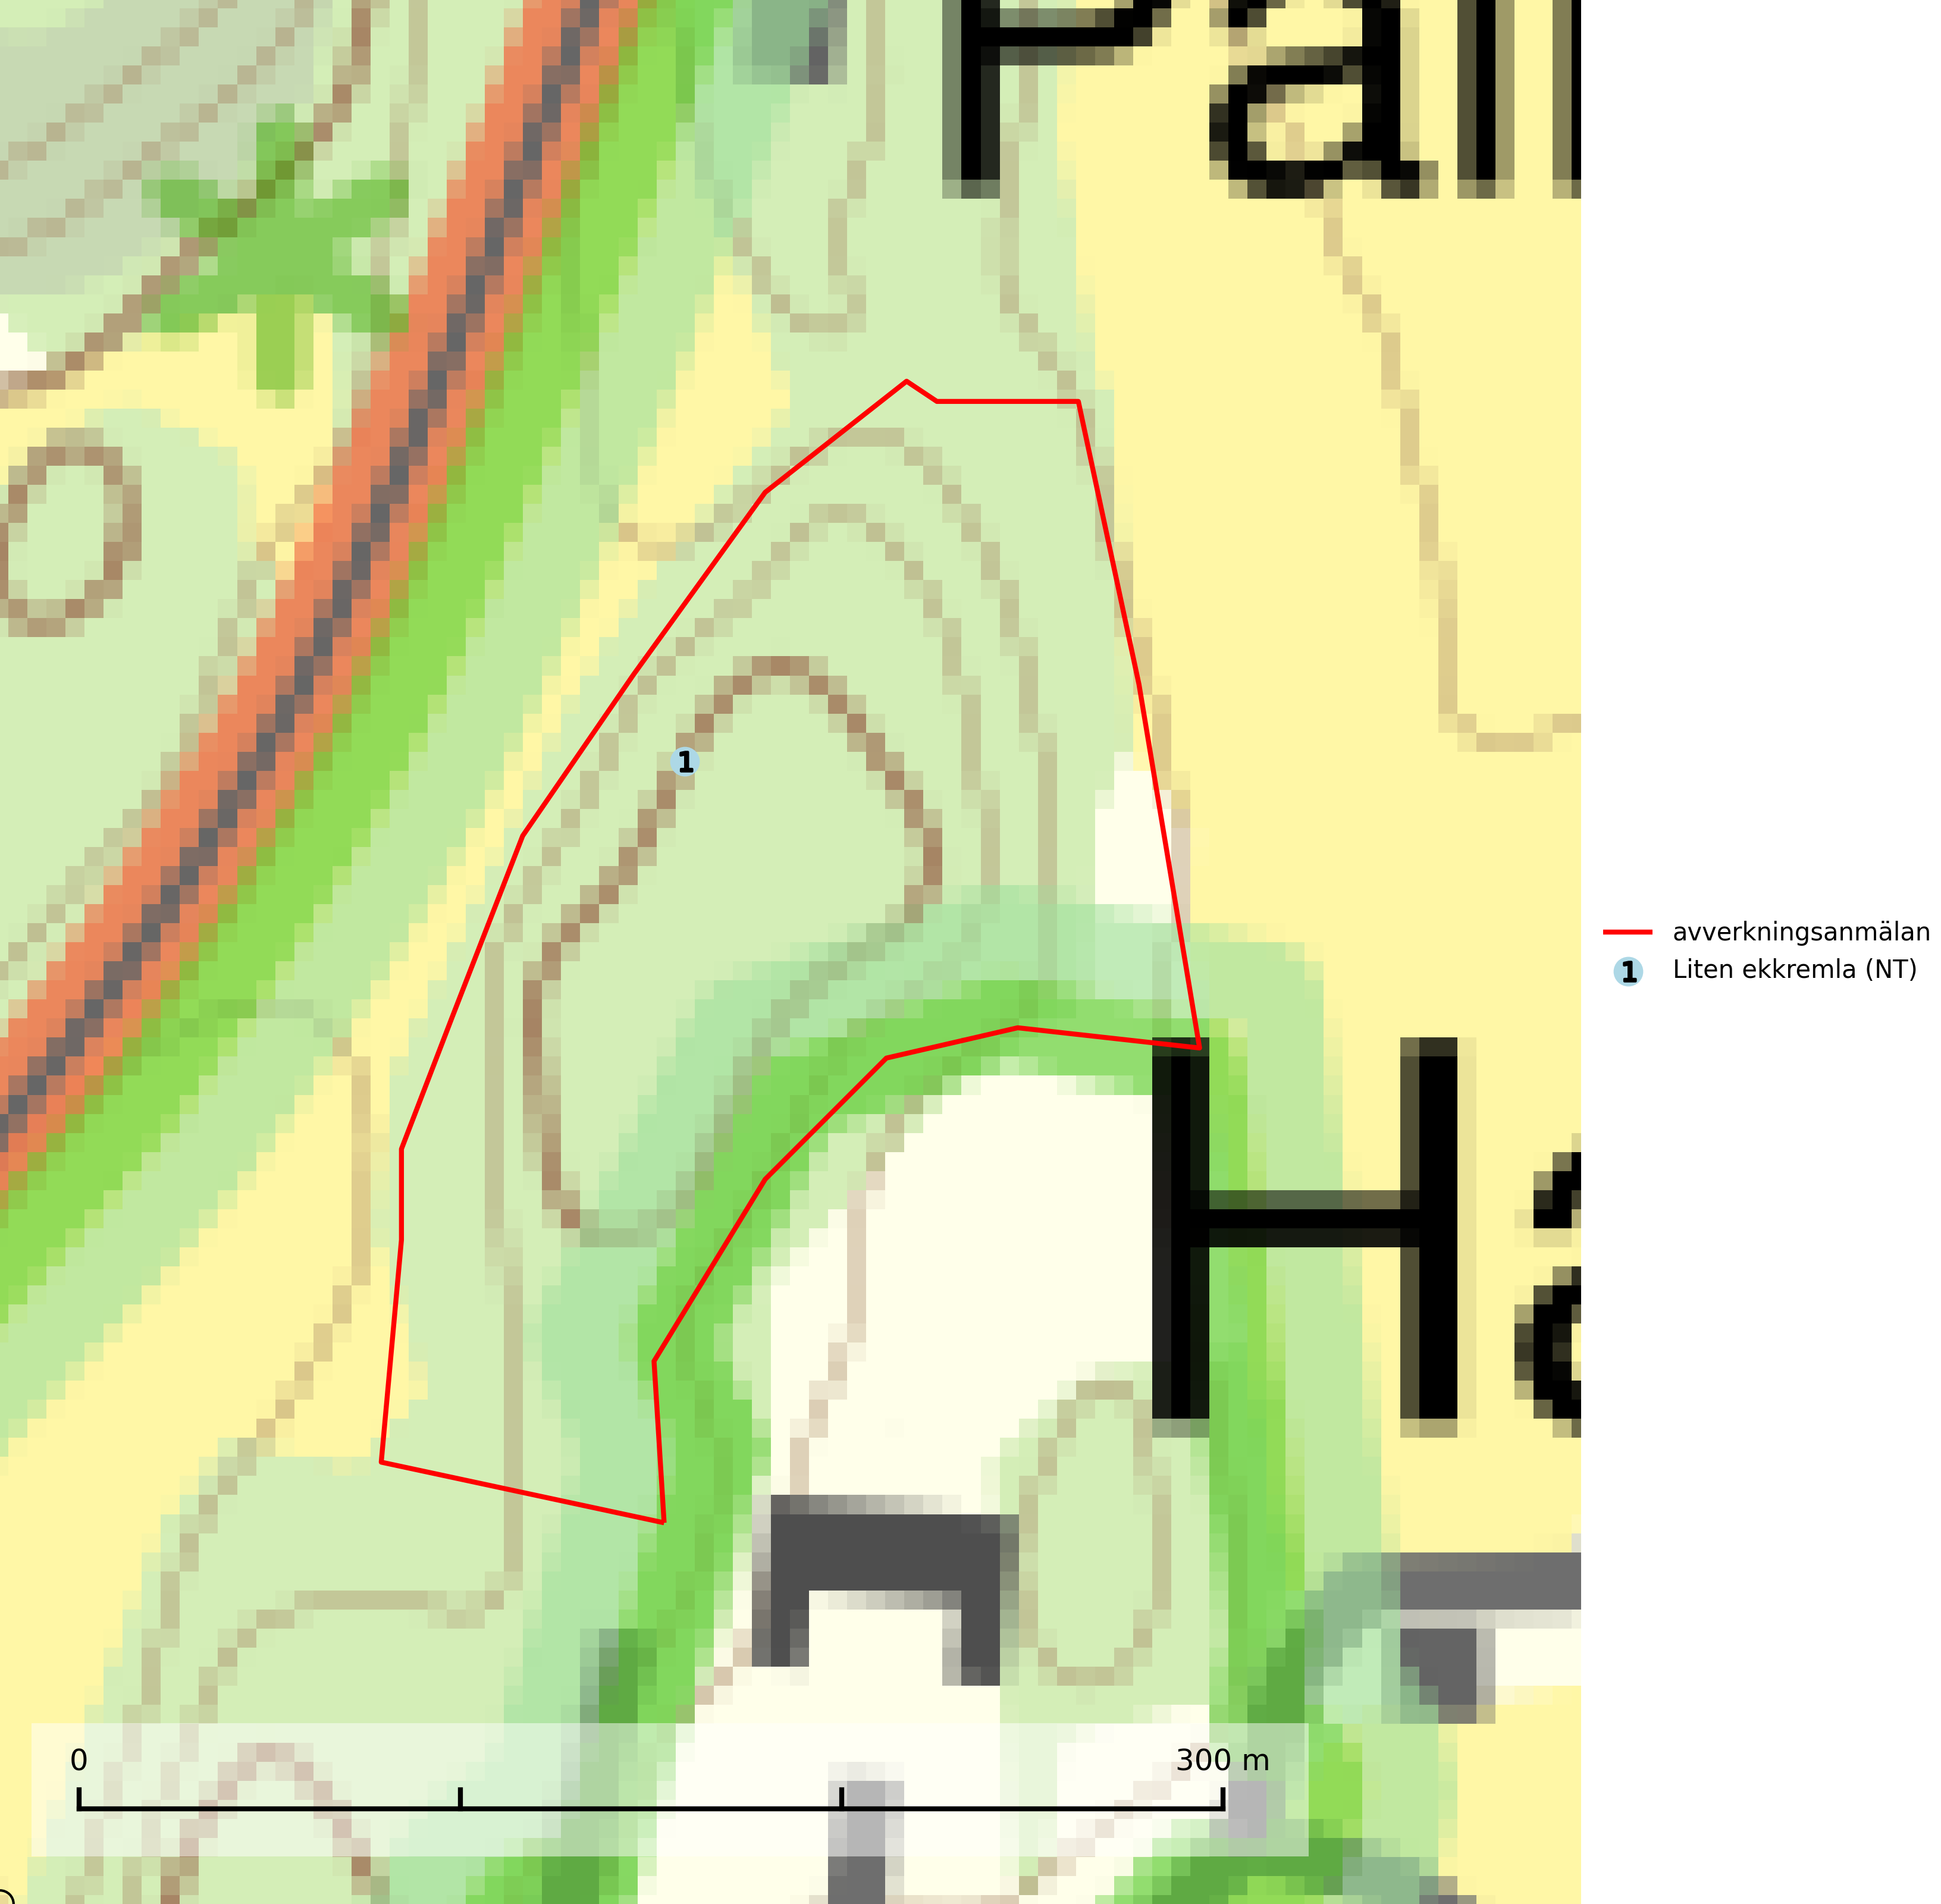 1
avverkningsanmälan
1 Liten ekkremla (NT)
H
0 300 m